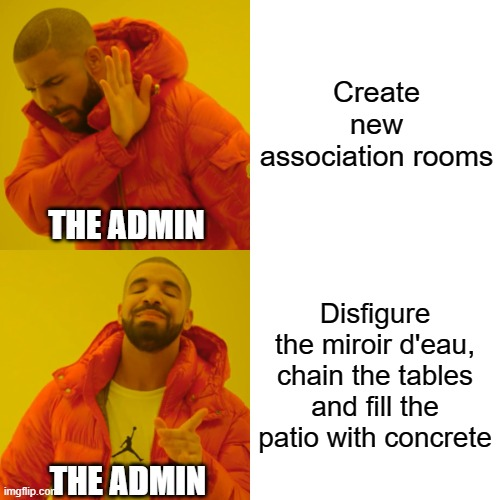 Create
new
association rooms
THE ADMIN
Disfigure
the miroir d'eau,
chain the tables
and fill the
patio with concrete
THE ADMIN
imgflip.com